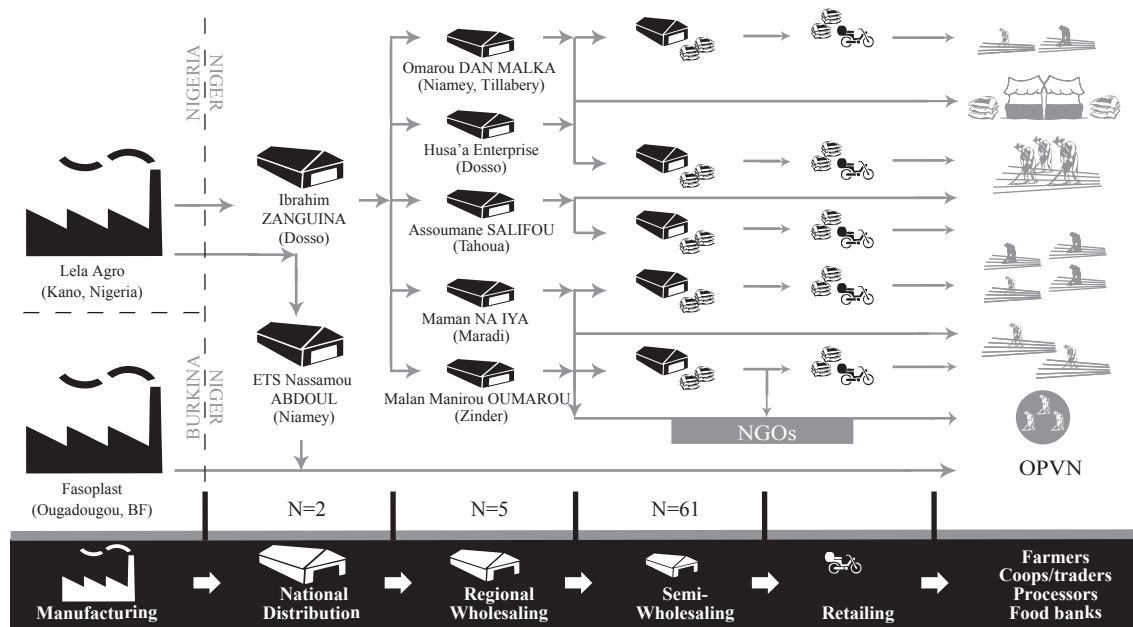 NIGERIA
NIGER
Omarou DAN MALKA
(Niamey, Tillabery)
Husa'a Enterprise
(Dosso)
Ibrahim
ZANGUINA
(Dosso)
Assoumane SALIFOU
(Tahoua)
Lela Agro
(Kano, Nigeria)
Maman NA IYA
(Maradi)
BURKINA
NIGER
ETS Nassamou
ABDOUL
(Niamey)
Malan Manirou OUMAROU
(Zinder)
NGOs
OPVN
Fasoplast
(Ougadougou, BF)
N=2
N=5
N=61
Manufacturing
National
Distribution
Regional
Wholesaling
Semi-
Wholesaling
Retailing
Farmers
Coops/traders
Processors
Food banks